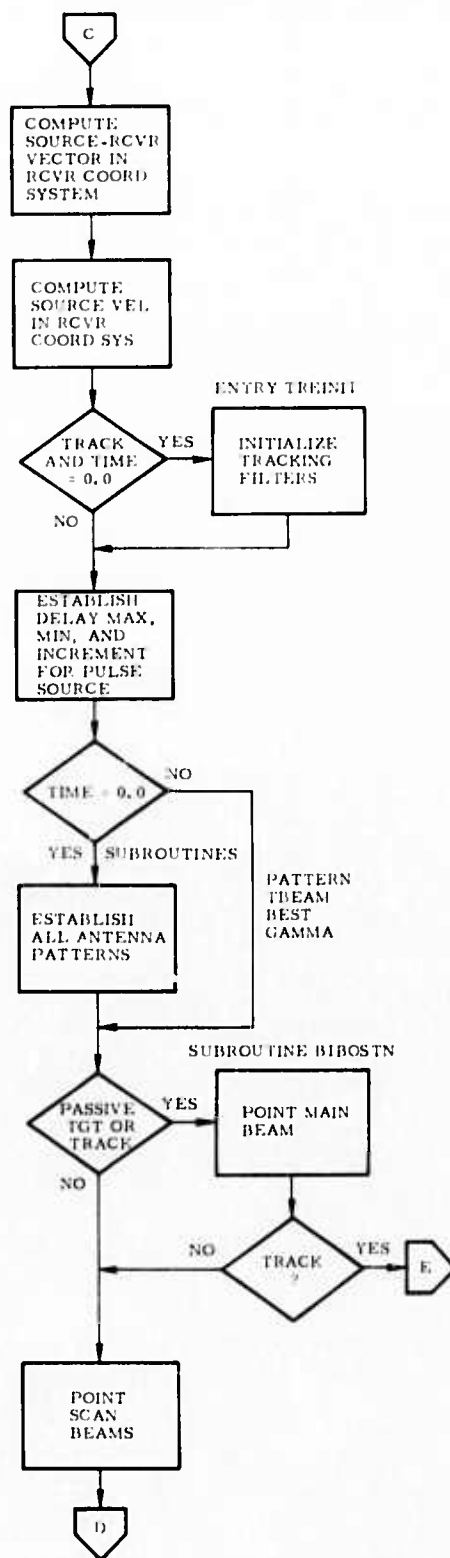 C
COMPUTE
SOURCE-RCVR
VECTOR IN
RCVR COORD
SYSTEM
COMPUTE
SOURCE VEL
IN RCVR
COORD SYS
ENTRY TREINIT
TRACK
AND TIME
= 0.0
YES
INITIALIZE
TRACKING
FILTERS
NO
ESTABLISH
DELAY MAX,
MIN, AND
INCREMENT
FOR PULSE
SOURCE
TIME = 0.0
NO
YES
SUBROUTINES
PATTERN
TBEAM
BEST
GAMMA
ESTABLISH
ALL ANTENNA
PATTERNS
SUBROUTINE BIBOSTN
PASSIVE
TGT OR
TRACK
YES
POINT MAIN
BEAM
NO
NO
TRACK
?
YES
E
POINT
SCAN
BEAMS
D